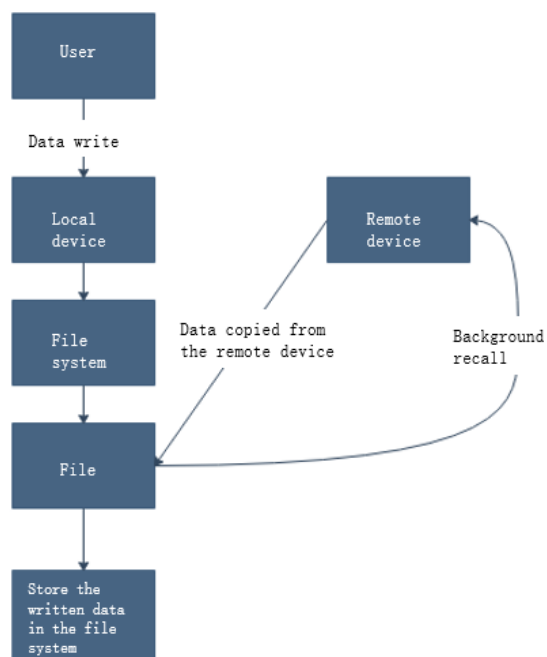 User
Data write
Local
device
Remote
device
File
system
Data copied from
the remote device
Background
recall
File
Store the
written data
in the file
system